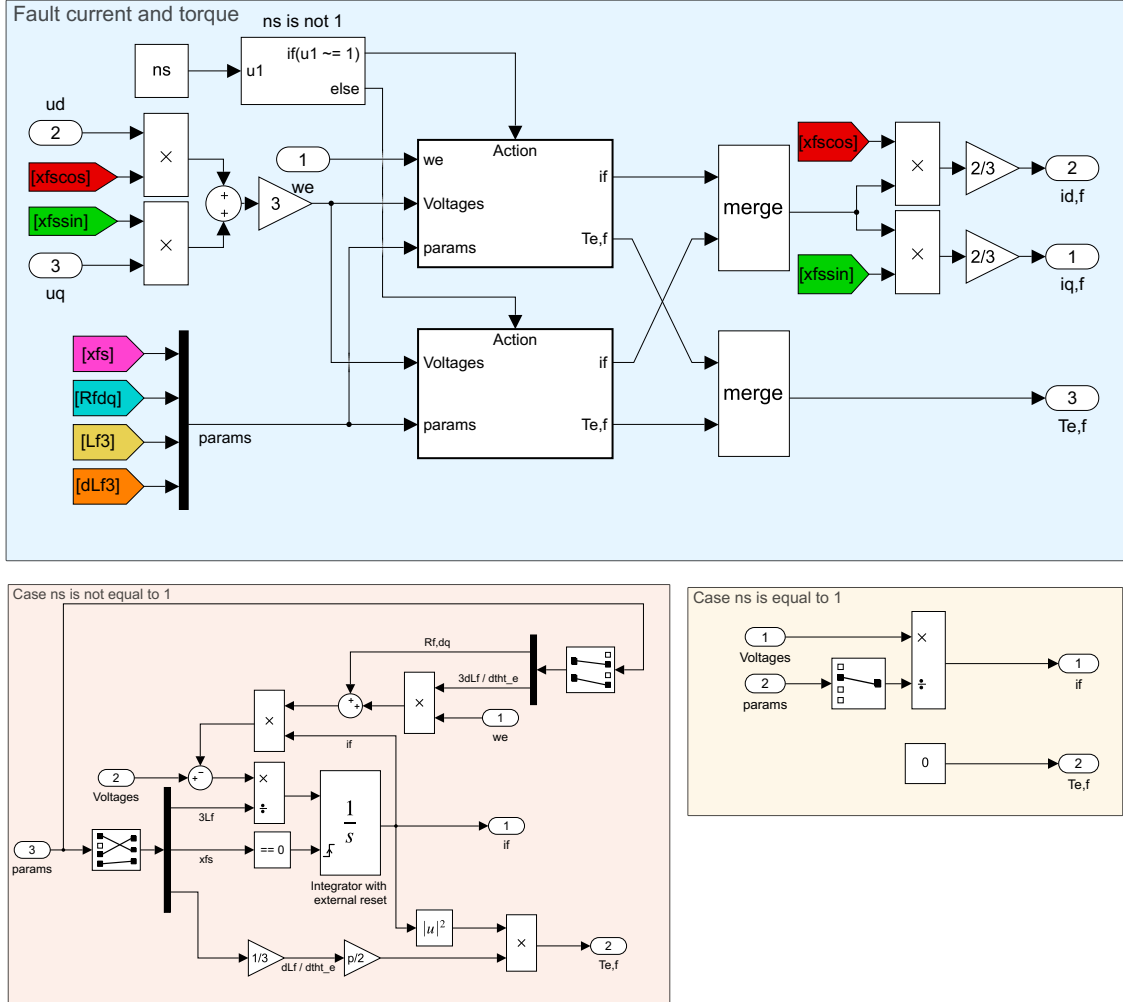 Fault current and torque
ns is not 1
ns
u1
if(u1 ~= 1)
else
ud
2
[xfscos]
×
[xfssin]
×
3
uq
+
+
3
1
we
Action
we
Voltages
params
if
Te,f
Action
Voltages
params
if
Te,f
merge
merge
[xfscos]
×
2/3
2
id,f
[xfssin]
×
2/3
1
iq,f
3
Te,f
[xfs]
[Rfdq]
[Lf3]
[dLf3]
params
Case ns is not equal to 1
Rf,dq
3dLf / dtht_e
1
we
×
+
+
×
if
2
Voltages
+
−
×
÷
3Lf
xfs
== 0
1
s
Integrator with
external reset
1
if
3
params
|u|²
×
2
Te,f
1/3
dLf / dtht_e
p/2
Case ns is equal to 1
1
Voltages
2
params
×
÷
1
if
0
2
Te,f